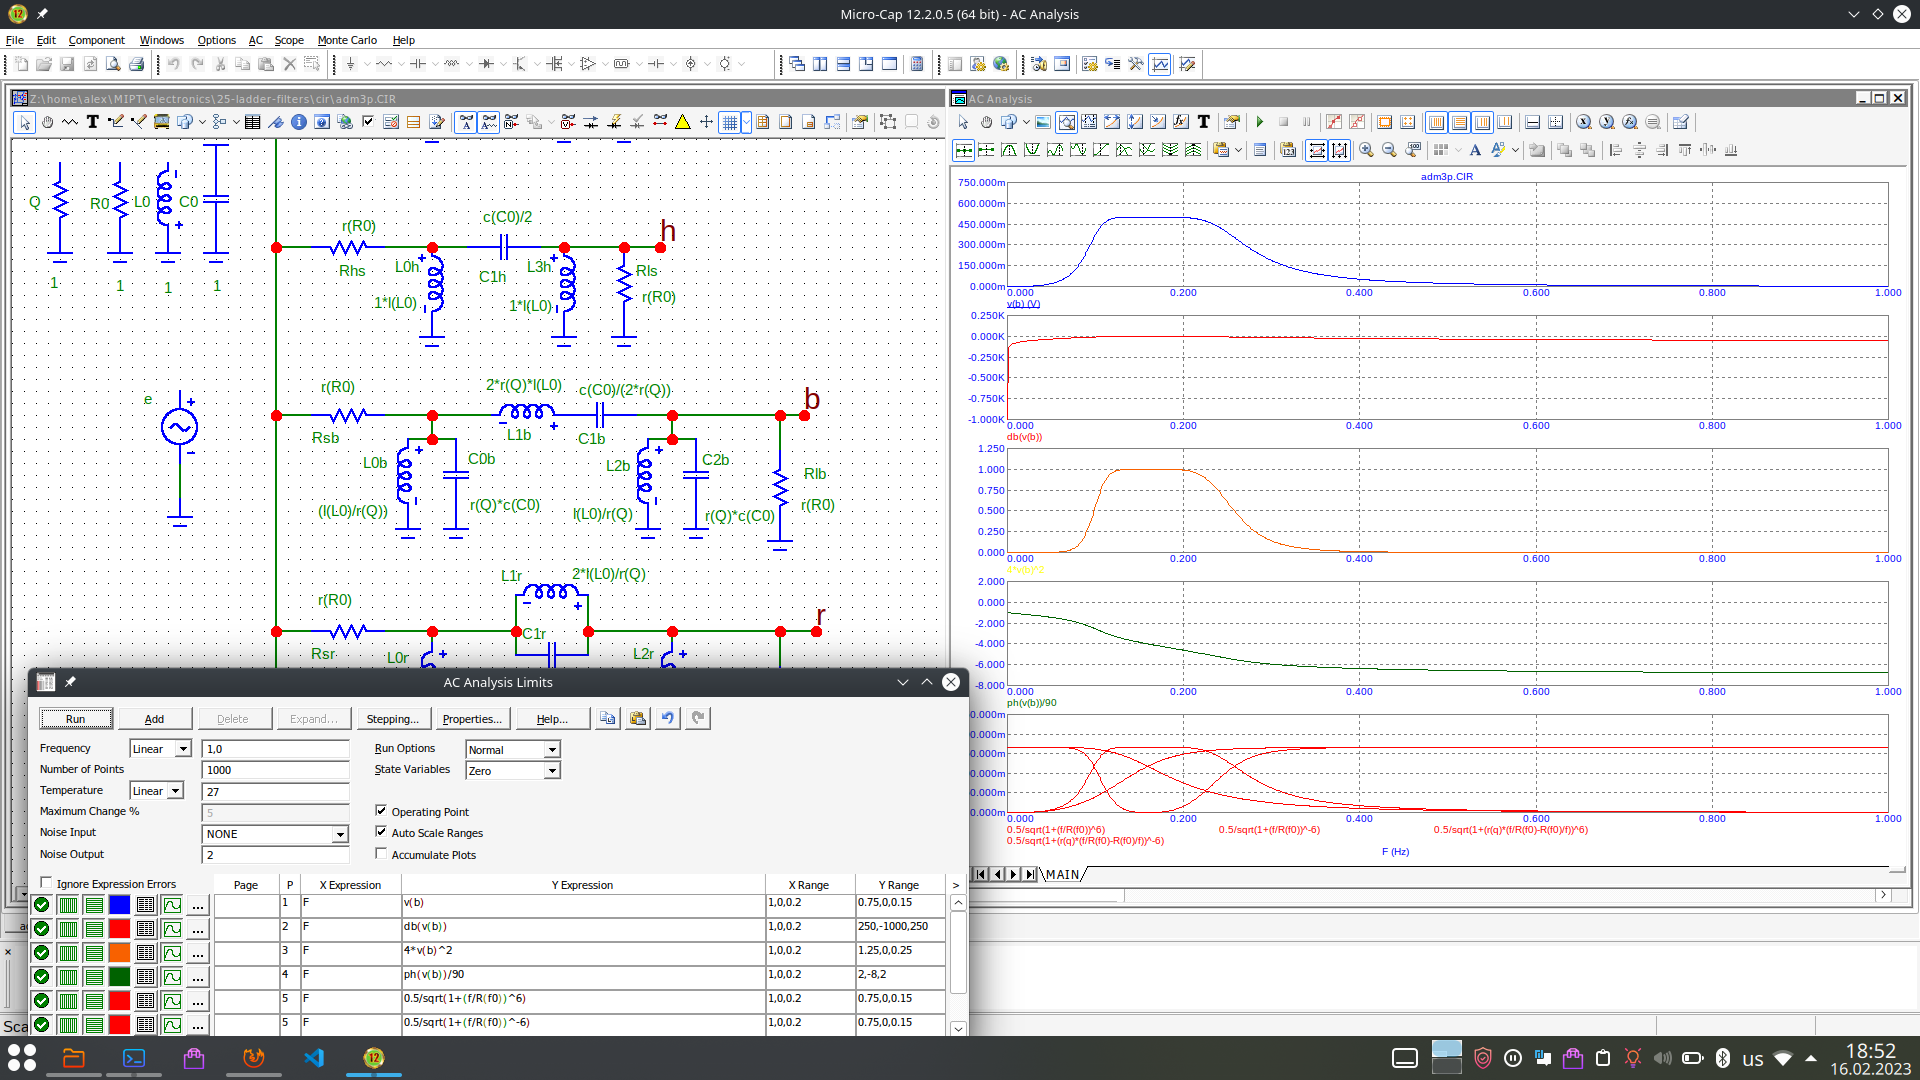 Micro-Cap 12.2.0.5 (64 bit) - AC Analysis
File Edit Component Windows Options AC Scope Monte Carlo Help
Z:\home\alex\MIPT\electronics\25-ladder-filters\cir\adm3p.CIR
Q R0 L0 C0
1 1 1 1
c(C0)/2
h
r(R0)
Rhs L0h C1h L3h Rls
1*l(L0) 1*l(L0) r(R0)
r(R0) 2*r(Q)*l(L0) c(C0)/(2*r(Q))
e
b
Rsb L1b C1b
L0b C0b L2b C2b Rlb
(l(L0)/r(Q)) r(Q)*c(C0) l(L0)/r(Q) r(Q)*c(C0) r(R0)
L1r 2*l(L0)/r(Q)
r(R0)
r
C1r
Rsr L0r L2r
AC Analysis
adm3p.CIR
750.000m
600.000m
450.000m
300.000m
150.000m
0.000m
0.000 0.200 0.400 0.600 0.800 1.000
v(b) (V)
0.250K
0.000K
-0.250K
-0.500K
-0.750K
-1.000K
0.000 0.200 0.400 0.600 0.800 1.000
db(v(b))
1.250
1.000
0.750
0.500
0.250
0.000
0.000 0.200 0.400 0.600 0.800 1.000
4*v(b)^2
2.000
0.000
-2.000
-4.000
-6.000
-8.000
0.000 0.200 0.400 0.600 0.800 1.000
ph(v(b))/90
0.000m
0.000 0.200 0.400 0.600 0.800 1.000
0.5/sqrt(1+(f/R(f0))^6) 0.5/sqrt(1+(f/R(f0))^-6) 0.5/sqrt(1+(r(q)*(f/R(f0)-R(f0)/f))^6)
0.5/sqrt(1+(r(q)*(f/R(f0)-R(f0)/f))^-6)
F (Hz)
MAIN
AC Analysis Limits
Run Add Delete Expand... Stepping... Properties... Help...
Frequency Linear 1,0 Run Options Normal
Number of Points 1000 State Variables Zero
Temperature Linear 27
Maximum Change % 5 Operating Point
Noise Input NONE Auto Scale Ranges
Noise Output 2 Accumulate Plots
Ignore Expression Errors
Page P X Expression Y Expression X Range Y Range >
1 F v(b) 1,0,0.2 0.75,0,0.15
2 F db(v(b)) 1,0,0.2 250,-1000,250
3 F 4*v(b)^2 1,0,0.2 1.25,0,0.25
4 F ph(v(b))/90 1,0,0.2 2,-8,2
5 F 0.5/sqrt(1+(f/R(f0))^6) 1,0,0.2 0.75,0,0.15
5 F 0.5/sqrt(1+(f/R(f0))^-6) 1,0,0.2 0.75,0,0.15
us
18:52
16.02.2023